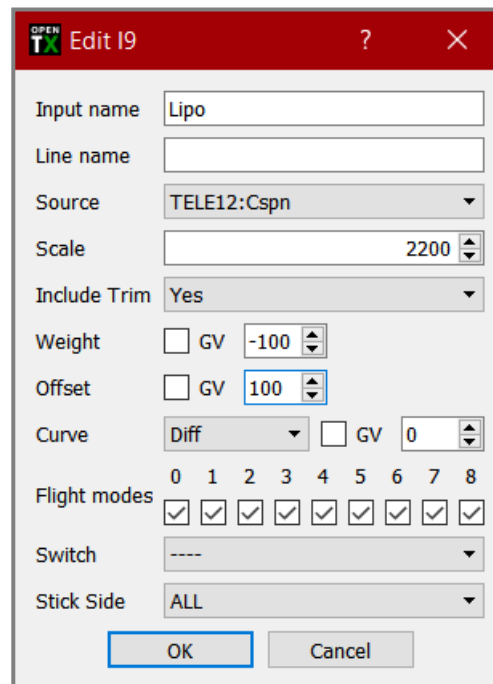 OPEN
TX Edit I9 ? ×
Input name Lipo
Line name
Source TELE12:Cspn
Scale 2200
Include Trim Yes
Weight GV -100
Offset GV 100
Curve Diff GV 0
0 1 2 3 4 5 6 7 8
Flight modes
Switch ----
Stick Side ALL
OK Cancel